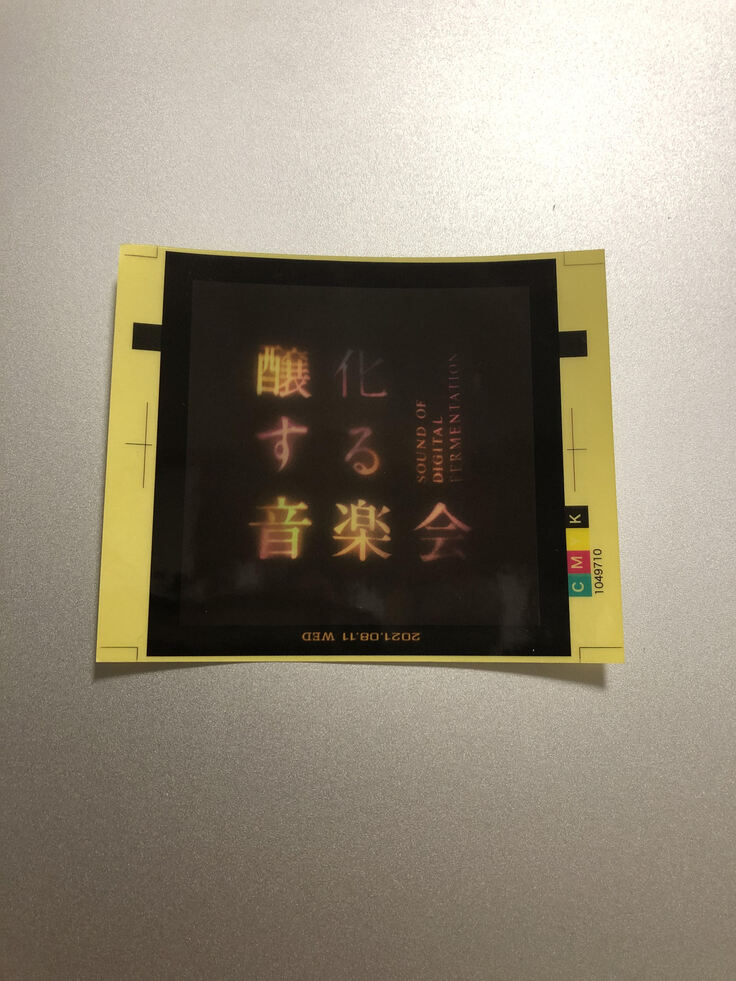 醸化
する
音楽会
SOUND OF
DIGITAL
FERMENTATION
2021.08.11 WED
C M Y K
1049710